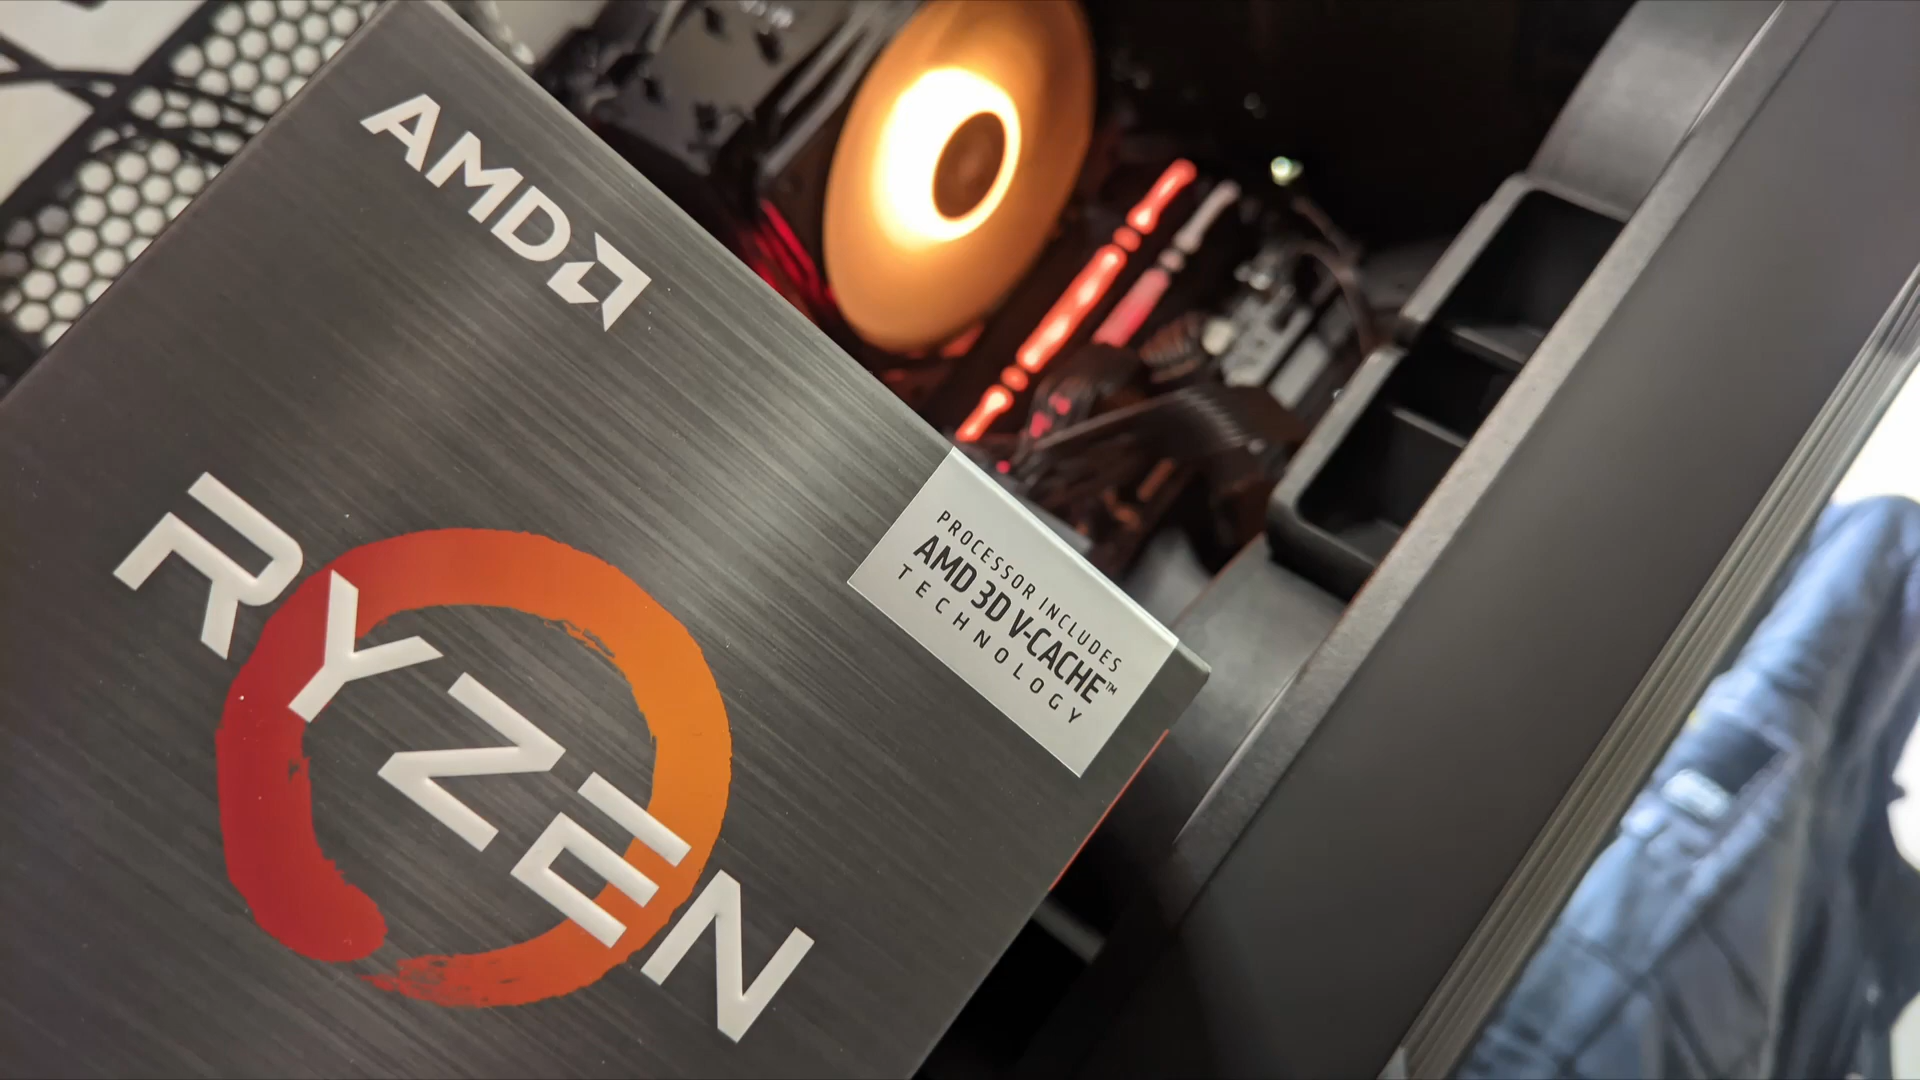 AMD
RYZEN
PROCESSOR INCLUDES
AMD 3D V-CACHE™
TECHNOLOGY